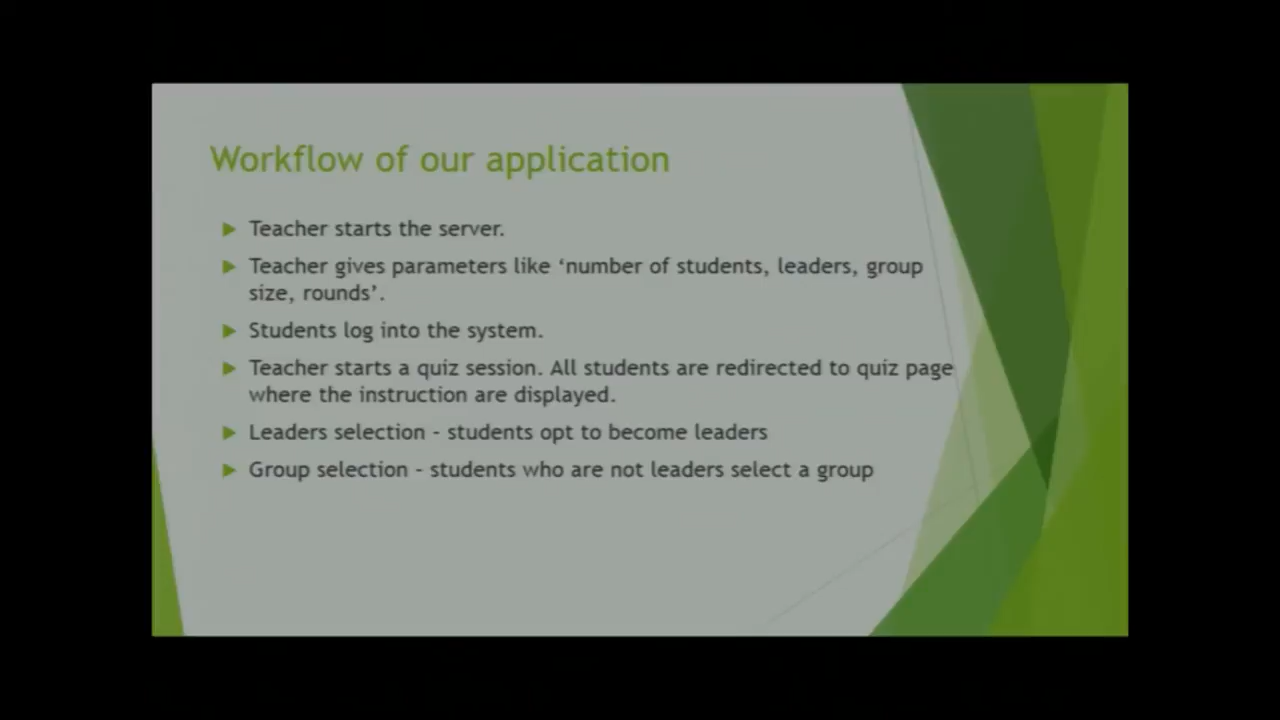 Workflow of our application
Teacher starts the server.
Teacher gives parameters like ‘number of students, leaders, group
size, rounds’.
Students log into the system.
Teacher starts a quiz session. All students are redirected to quiz page
where the instruction are displayed.
Leaders selection - students opt to become leaders
Group selection – students who are not leaders select a group